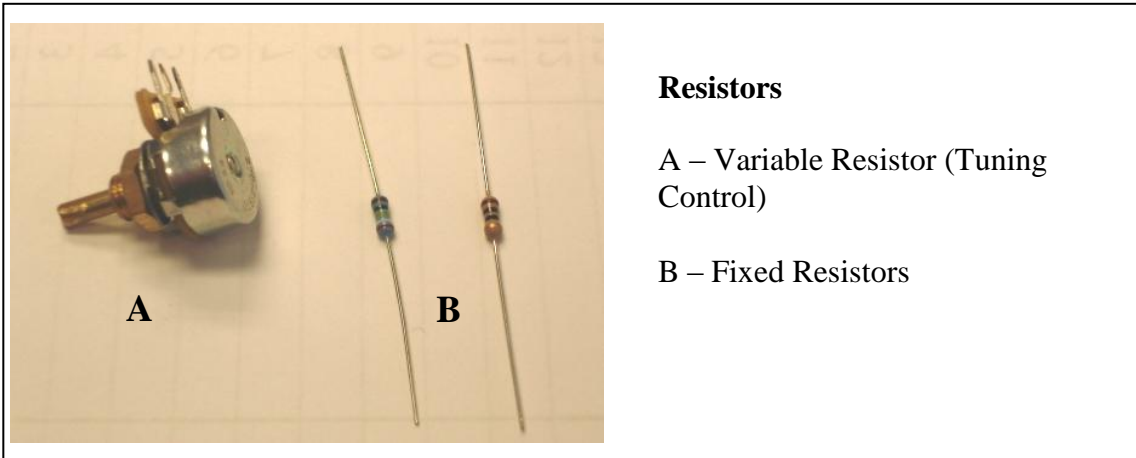 A
B
Resistors
A – Variable Resistor (Tuning
Control)
B – Fixed Resistors